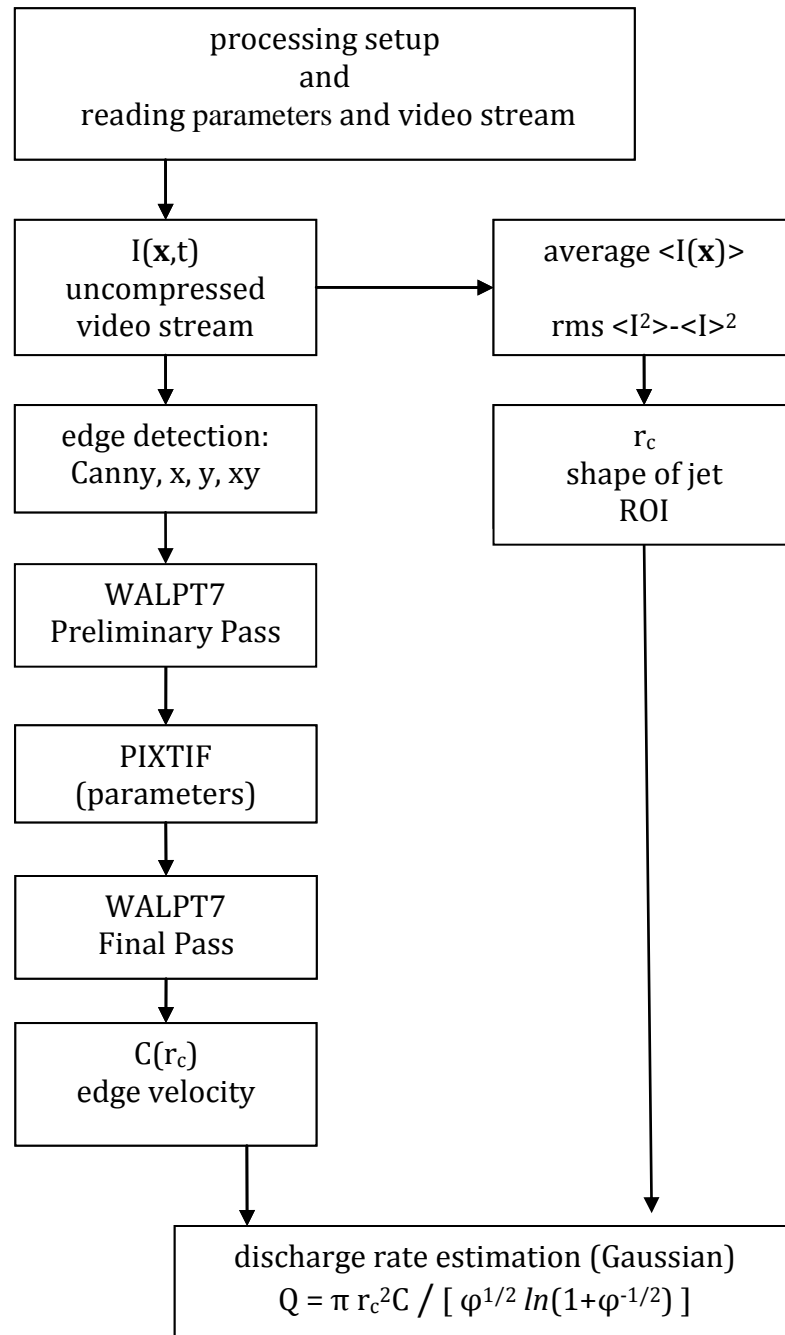 processing setup
and
reading parameters and video stream
I(x,t)
uncompressed
video stream
average <I(x)>
rms <I²>-<I>²
edge detection:
Canny, x, y, xy
r_c
shape of jet
ROI
WALPT7
Preliminary Pass
PIXTIF
(parameters)
WALPT7
Final Pass
C(r_c)
edge velocity
discharge rate estimation (Gaussian)
Q = π r_c²C / [ φ^1/2 ln(1+φ^-1/2) ]